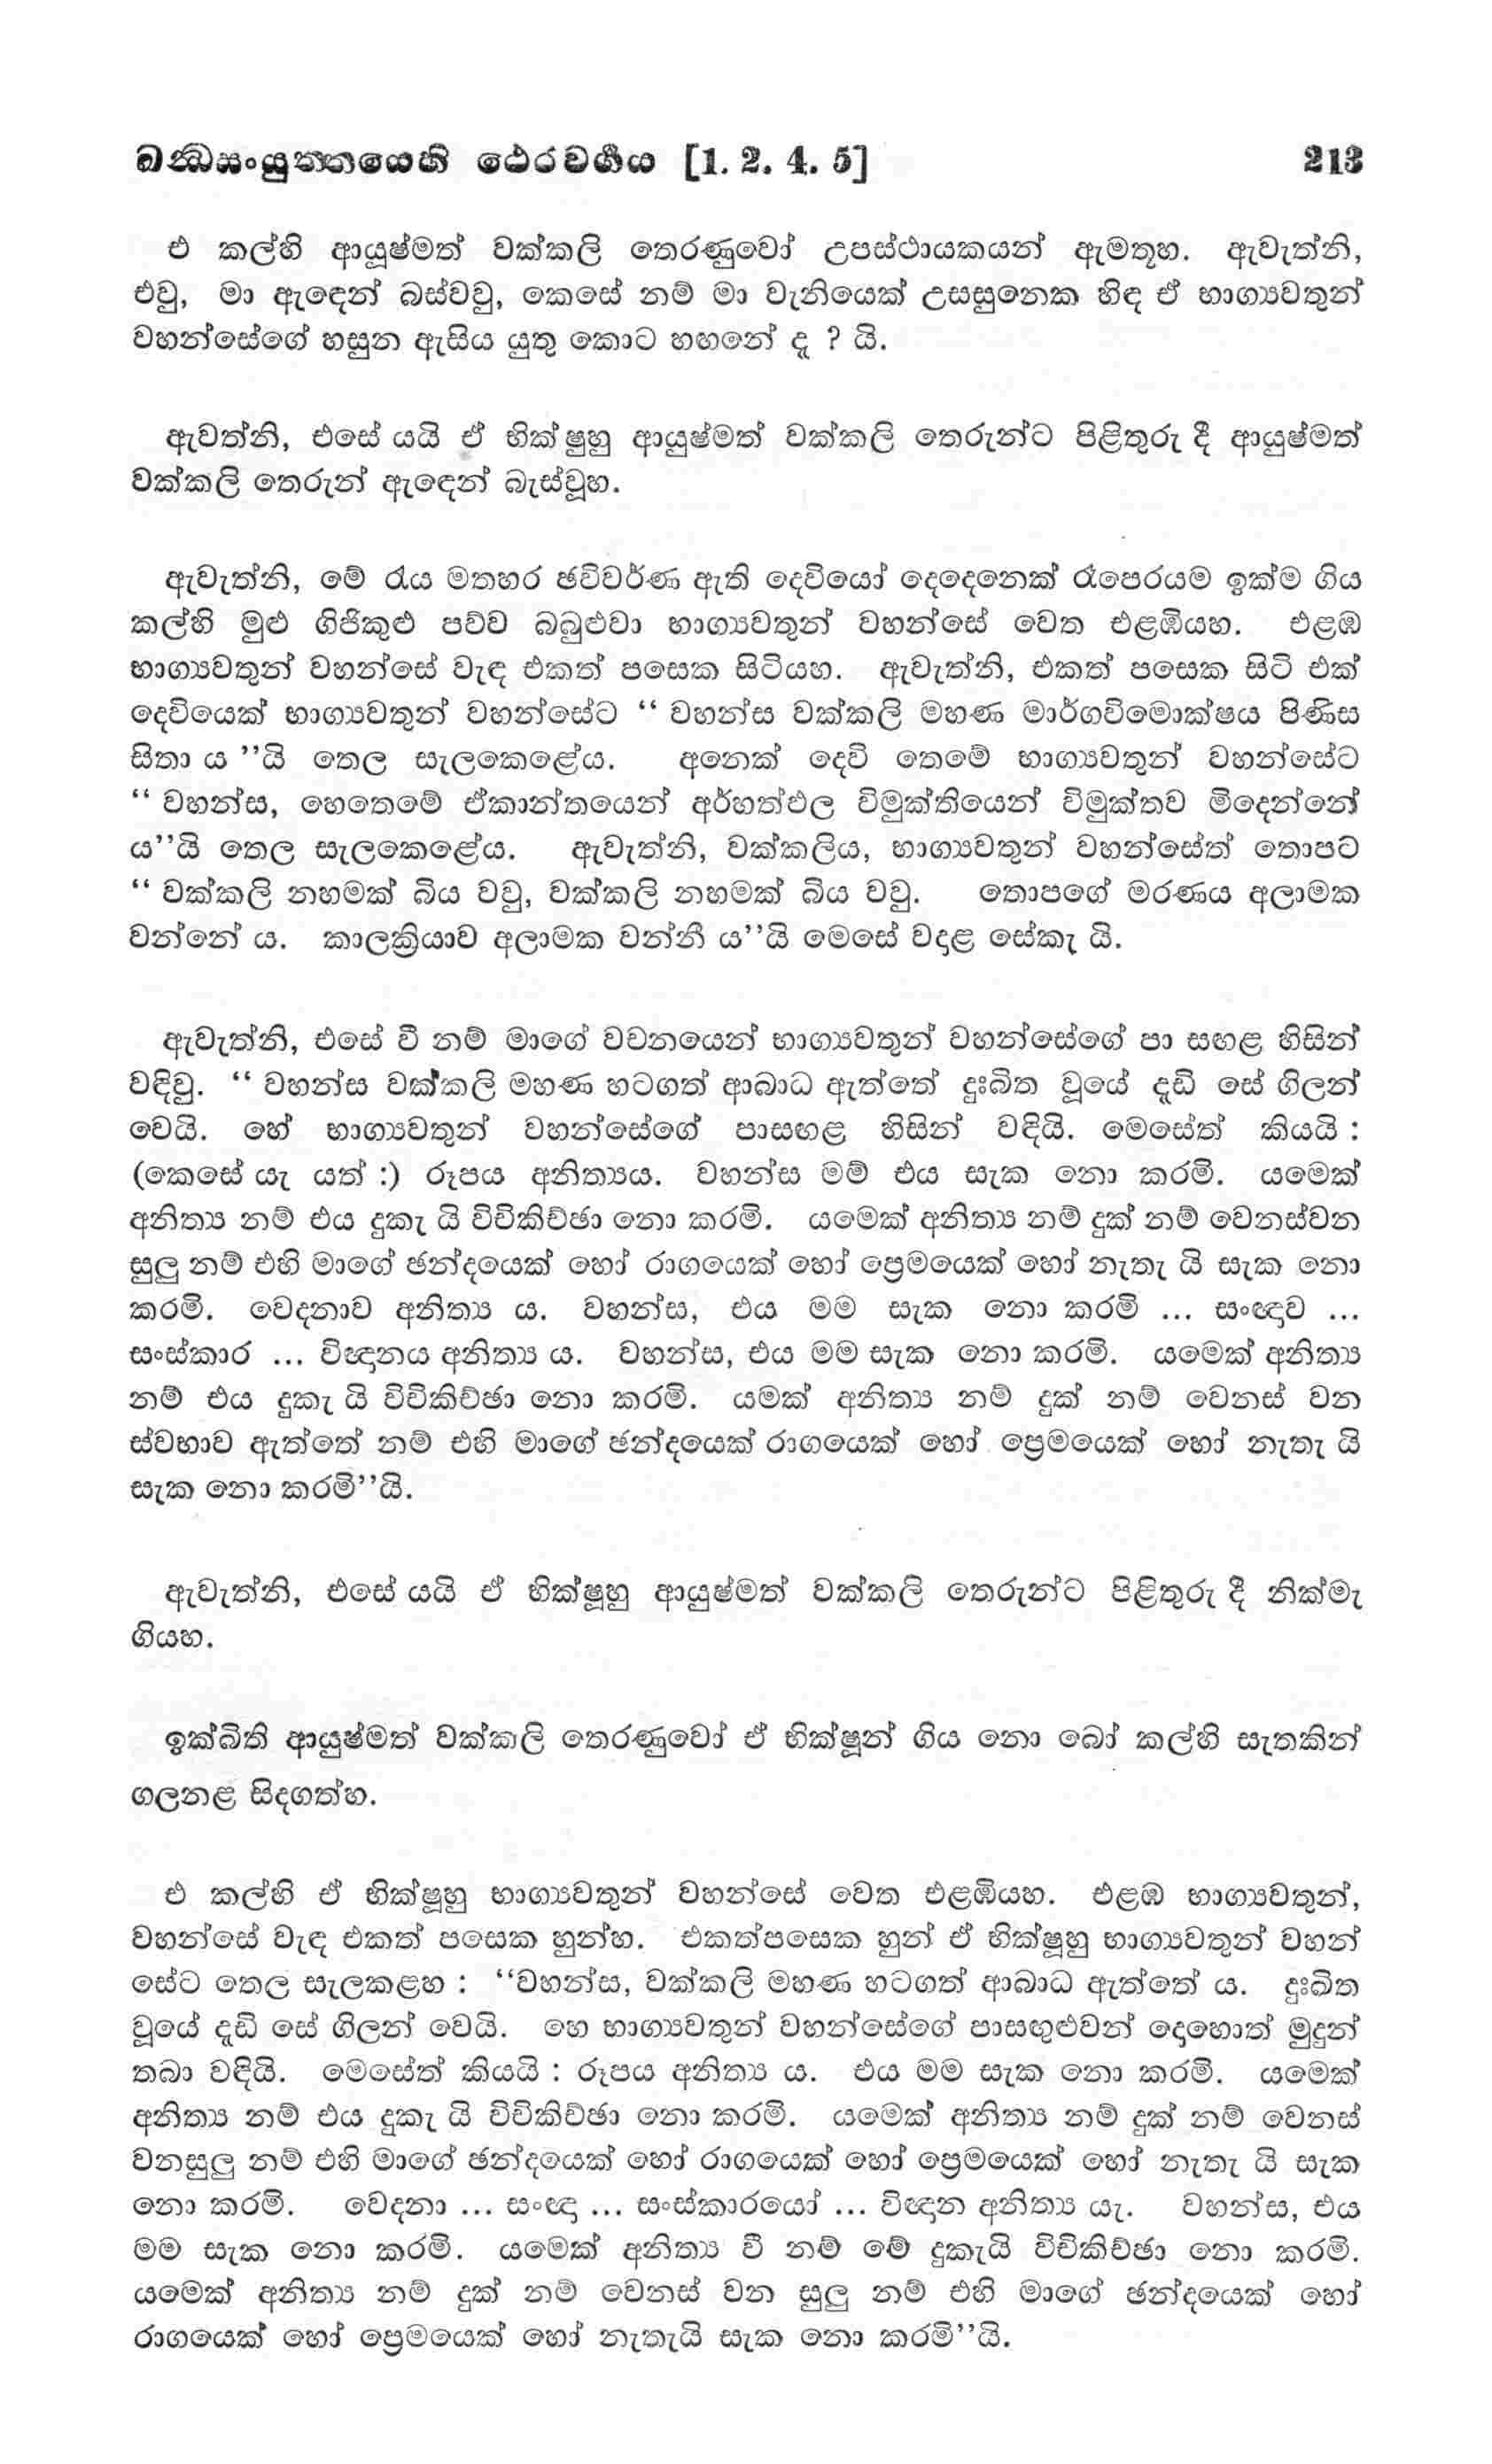 ඛන්ධසංයුත්තයෙහි ථෙරවර්ගය [1. 2. 4. 5] 213
එ කල්හි ආයූෂ්මත් වක්කලි තෙරණුවෝ උපස්ථායකයන් ඇමතූහ. ඇවැත්නි,
එවු, මා ඇඳෙන් බස්වවු, කෙසේ නම් මා වැනියෙක් උසසුනෙක හිඳ ඒ භාග්‍යවතුන්
වහන්සේගේ හසුන ඇසිය යුතු කොට හඟනේ ද ? යි.
ඇවත්නි, එසේ යයි ඒ භික්ෂුහු ආයුෂ්මත් වක්කලි තෙරුන්ට පිළිතුරු දී ආයුෂ්මත්
වක්කලි තෙරුන් ඇඳෙන් බැස්වූහ.
ඇවැත්නි, මේ රැය මතහර ඡවිවර්ණ ඇති දෙවියෝ දෙදෙනෙක් රෑපෙරයම ඉක්ම ගිය
කල්හි මුළු ගිජිකුළු පව්ව බබුළුවා භාග්‍යවතුන් වහන්සේ වෙත එළඹියහ. එළඹ
භාග්‍යවතුන් වහන්සේ වැඳ එකත් පසෙක සිටියහ. ඇවැත්නි, එකත් පසෙක සිටි එක්
දෙවියෙක් භාග්‍යවතුන් වහන්සේට “ වහන්ස වක්කලි මහණ මාර්ගවිමොක්ෂය පිණිස
සිතා ය ”යි තෙල සැලකෙළේය. අනෙක් දෙවි තෙමේ භාග්‍යවතුන් වහන්සේට
“ වහන්ස, හෙතෙමේ ඒකාන්තයෙන් අර්හත්ඵල විමුක්තියෙන් විමුක්තව මිදෙන්නේ
ය”යි තෙල සැලකෙළේය. ඇවැත්නි, වක්කලිය, භාග්‍යවතුන් වහන්සේත් තොපට
“ වක්කලි නහමක් බිය වවු, වක්කලි නහමක් බිය වවු. තොපගේ මරණය අලාමක
වන්නේ ය. කාලක්‍රියාව අලාමක වන්නී ය”යි මෙසේ වදාළ සේකැ යි.
ඇවැත්නි, එසේ වී නම් මාගේ වචනයෙන් භාග්‍යවතුන් වහන්සේගේ පා සඟළ හිසින්
වඳිවු. “ වහන්ස වක්කලි මහණ හටගත් ආබාධ ඇත්තේ දුඃඛිත වූයේ දැඩි සේ ගිලන්
වෙයි. හේ භාග්‍යවතුන් වහන්සේගේ පාසඟළ හිසින් වඳියි. මෙසේත් කියයි :
(කෙසේ යැ යත් :) රූපය අනිත්‍යය. වහන්ස මම් එය සැක නො කරමි. යමෙක්
අනිත්‍ය නම් එය දුකැ යි විචිකිච්ඡා නො කරමි. යමෙක් අනිත්‍ය නම් දුක් නම් වෙනස්වන
සුලු නම් එහි මාගේ ඡන්දයෙක් හෝ රාගයෙක් හෝ ප්‍රෙමයෙක් හෝ නැතැ යි සැක නො
කරමි. වෙදනාව අනිත්‍ය ය. වහන්ස, එය මම සැක නො කරමි ... සංඥාව ...
සංස්කාර ... විඥානය අනිත්‍ය ය. වහන්ස, එය මම සැක නො කරමි. යමෙක් අනිත්‍ය
නම් එය දුකැ යි විචිකිච්ඡා නො කරමි. යමක් අනිත්‍ය නම් දුක් නම් වෙනස් වන
ස්වභාව ඇත්තේ නම් එහි මාගේ ඡන්දයෙක් රාගයෙක් හෝ ප්‍රෙමයෙක් හෝ නැතැ යි
සැක නො කරමි”යි.
ඇවැත්නි, එසේ යයි ඒ භික්ෂූහු ආයුෂ්මත් වක්කලි තෙරුන්ට පිළිතුරු දී නික්මැ
ගියහ.
ඉක්බිති ආයුෂ්මත් වක්කලි තෙරණුවෝ ඒ භික්ෂූන් ගිය නො බෝ කල්හි සැතකින්
ගලනළ සිඳගත්හ.
එ කල්හි ඒ භික්ෂූහු භාග්‍යවතුන් වහන්සේ වෙත එළඹියහ. එළඹ භාග්‍යවතුන්,
වහන්සේ වැඳ එකත් පසෙක හුන්හ. එකත්පසෙක හුන් ඒ භික්ෂූහු භාග්‍යවතුන් වහන්
සේට තෙල සැලකළහ : “වහන්ස, වක්කලි මහණ හටගත් ආබාධ ඇත්තේ ය. දුඃඛිත
වූයේ දැඩි සේ ගිලන් වෙයි. හෙ භාග්‍යවතුන් වහන්සේගේ පාසඟුළුවන් දොහොත් මුදුන්
තබා වඳියි. මෙසේත් කියයි : රූපය අනිත්‍ය ය. එය මම සැක නො කරමි. යමෙක්
අනිත්‍ය නම් එය දුකැ යි විචිකිච්ඡා නො කරමි. යමෙක් අනිත්‍ය නම් දුක් නම් වෙනස්
වනසුලු නම් එහි මාගේ ඡන්දයෙක් හෝ රාගයෙක් හෝ ප්‍රෙමයෙක් හෝ නැතැ යි සැක
නො කරමි. වෙදනා ... සංඥා ... සංස්කාරයෝ ... විඥාන අනිත්‍ය යැ. වහන්ස, එය
මම සැක නො කරමි. යමෙක් අනිත්‍ය වී නම් මේ දුකැයි විචිකිච්ඡා නො කරමි.
යමෙක් අනිත්‍ය නම් දුක් නම් වෙනස් වන සුලු නම් එහි මාගේ ඡන්දයෙක් හෝ
රාගයෙක් හෝ ප්‍රෙමයෙක් හෝ නැතැයි සැක නො කරමි”යි.